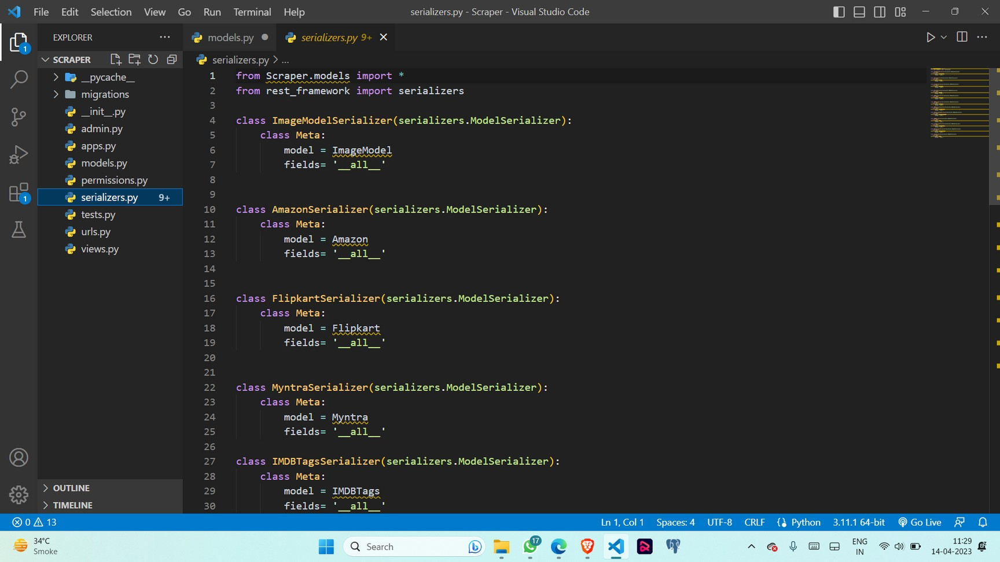 File Edit Selection View Go Run Terminal Help
serializers.py - Scraper - Visual Studio Code
EXPLORER
models.py
serializers.py 9+
SCRAPER
serializers.py > ...
__pycache__
migrations
__init__.py
admin.py
apps.py
models.py
permissions.py
serializers.py 9+
tests.py
urls.py
views.py
OUTLINE
TIMELINE
1
1
1 from Scraper.models import *
2 from rest_framework import serializers
3
4 class ImageModelSerializer(serializers.ModelSerializer):
5 class Meta:
6 model = ImageModel
7 fields= '__all__'
8
9
10 class AmazonSerializer(serializers.ModelSerializer):
11 class Meta:
12 model = Amazon
13 fields= '__all__'
14
15
16 class FlipkartSerializer(serializers.ModelSerializer):
17 class Meta:
18 model = Flipkart
19 fields= '__all__'
20
21
22 class MyntraSerializer(serializers.ModelSerializer):
23 class Meta:
24 model = Myntra
25 fields= '__all__'
26
27 class IMDBTagsSerializer(serializers.ModelSerializer):
28 class Meta:
29 model = IMDBTags
30 fields= '__all__'
0 13
Ln 1, Col 1 Spaces: 4 UTF-8 CRLF Python 3.11.1 64-bit Go Live
34°C
Smoke
Search
17
ENG
IN
11:29
14-04-2023